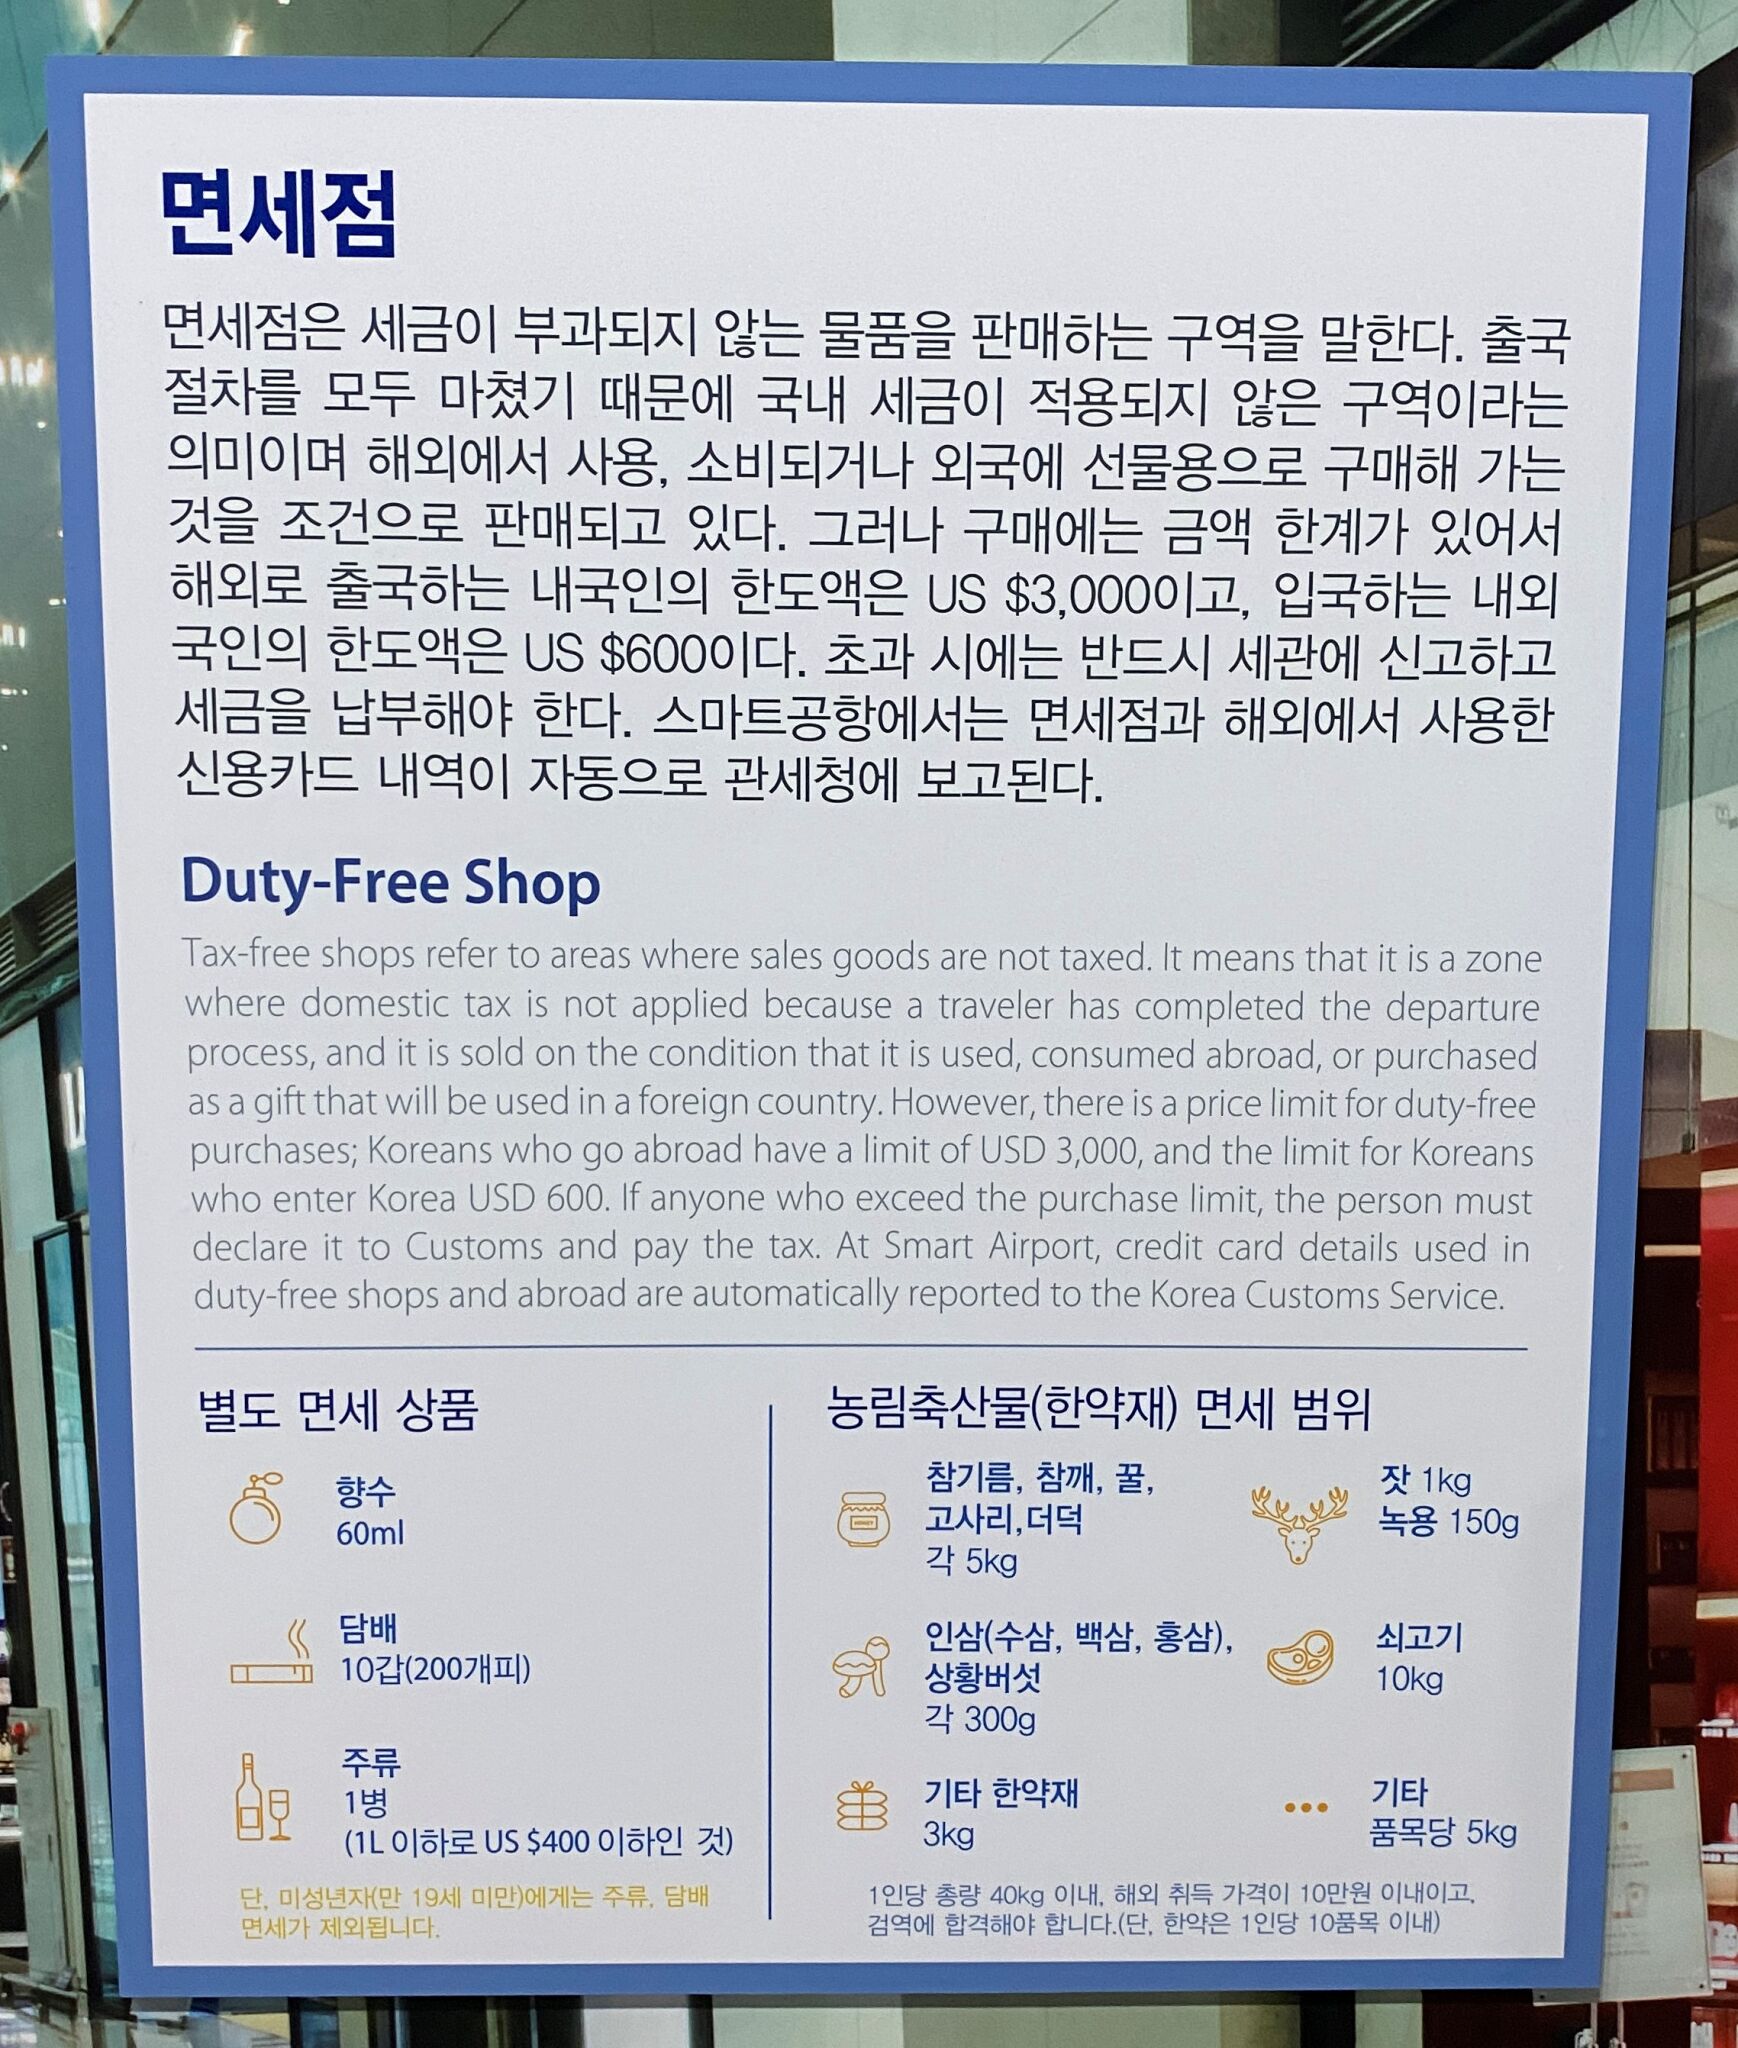 면세점
면세점은 세금이 부과되지 않는 물품을 판매하는 구역을 말한다. 출국
절차를 모두 마쳤기 때문에 국내 세금이 적용되지 않은 구역이라는
의미이며 해외에서 사용, 소비되거나 외국에 선물용으로 구매해 가는
것을 조건으로 판매되고 있다. 그러나 구매에는 금액 한계가 있어서
해외로 출국하는 내국인의 한도액은 US $3,000이고, 입국하는 내외
국인의 한도액은 US $600이다. 초과 시에는 반드시 세관에 신고하고
세금을 납부해야 한다. 스마트공항에서는 면세점과 해외에서 사용한
신용카드 내역이 자동으로 관세청에 보고된다.
Duty-Free Shop
Tax-free shops refer to areas where sales goods are not taxed. It means that it is a zone
where domestic tax is not applied because a traveler has completed the departure
process, and it is sold on the condition that it is used, consumed abroad, or purchased
as a gift that will be used in a foreign country. However, there is a price limit for duty-free
purchases; Koreans who go abroad have a limit of USD 3,000, and the limit for Koreans
who enter Korea USD 600. If anyone who exceed the purchase limit, the person must
declare it to Customs and pay the tax. At Smart Airport, credit card details used in
duty-free shops and abroad are automatically reported to the Korea Customs Service.
별도 면세 상품
향수
60ml
담배
10갑(200개피)
주류
1병
(1L 이하로 US $400 이하인 것)
단, 미성년자(만 19세 미만)에게는 주류, 담배
면세가 제외됩니다.
농림축산물(한약재) 면세 범위
HONEY
참기름, 참깨, 꿀,
고사리,더덕
각 5kg
잣 1kg
녹용 150g
인삼(수삼, 백삼, 홍삼),
상황버섯
각 300g
쇠고기
10kg
기타 한약재
3kg
기타
품목당 5kg
1인당 총량 40kg 이내, 해외 취득 가격이 10만원 이내이고,
검역에 합격해야 합니다.(단, 한약은 1인당 10품목 이내)